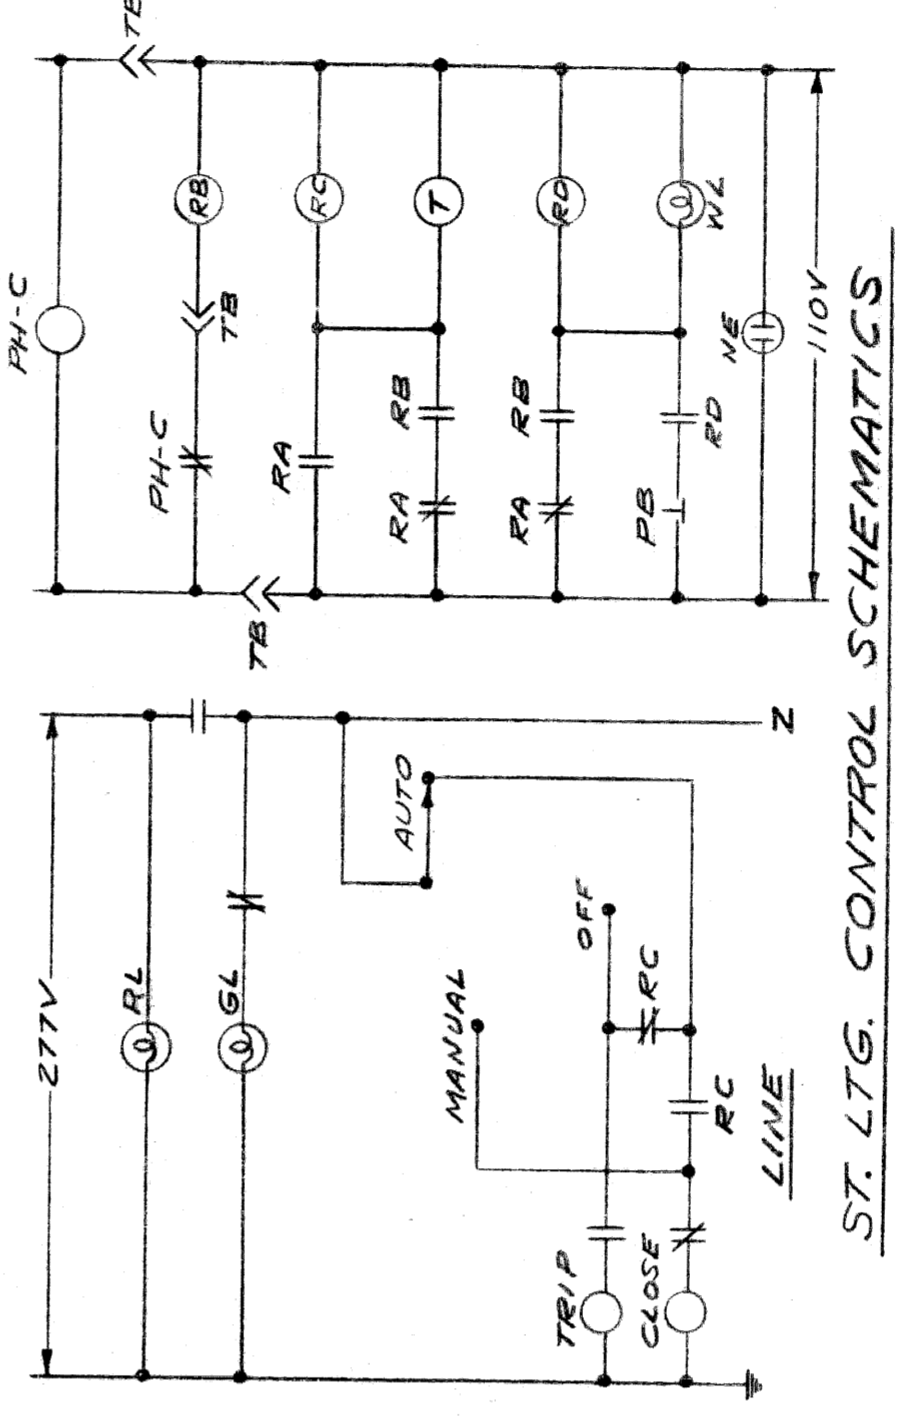 277V
RL
GL
MANUAL
AUTO
OFF
RC
RC
TRIP
CLOSE
LINE
N
TB
PH-C
PH-C
RB
TB
TB
RA
RC
RA
RB
T
RA
RB
RD
PB
RD
WL
NE
110V
ST. LTG. CONTROL SCHEMATICS